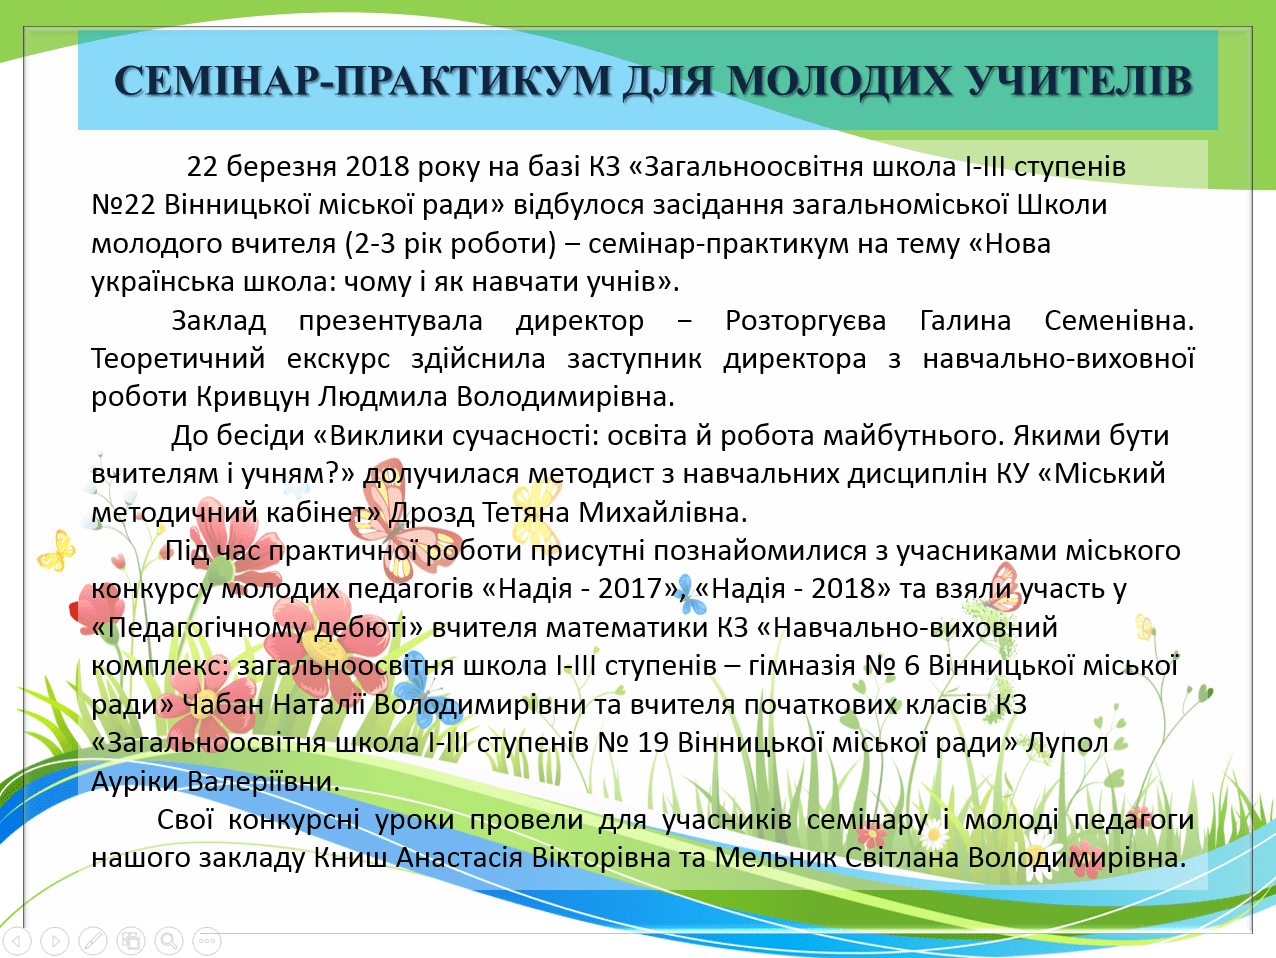 СЕМІНАР-ПРАКТИКУМ ДЛЯ МОЛОДИХ УЧИТЕЛІВ
22 березня 2018 року на базі КЗ «Загальноосвітня школа І-ІІІ ступенів
№22 Вінницької міської ради» відбулося засідання загальноміської Школи
молодого вчителя (2-3 рік роботи) – семінар-практикум на тему «Нова
українська школа: чому і як навчати учнів».
Заклад презентувала директор – Розторгуєва Галина Семенівна.
Теоретичний екскурс здійснила заступник директора з навчально-виховної
роботи Кривцун Людмила Володимирівна.
До бесіди «Виклики сучасності: освіта й робота майбутнього. Якими бути
вчителям і учням?» долучилася методист з навчальних дисциплін КУ «Міський
методичний кабінет» Дрозд Тетяна Михайлівна.
Під час практичної роботи присутні познайомилися з учасниками міського
конкурсу молодих педагогів «Надія - 2017», «Надія - 2018» та взяли участь у
«Педагогічному дебюті» вчителя математики КЗ «Навчально-виховний
комплекс: загальноосвітня школа І-ІІІ ступенів – гімназія № 6 Вінницької міської
ради» Чабан Наталії Володимирівни та вчителя початкових класів КЗ
«Загальноосвітня школа І-ІІІ ступенів № 19 Вінницької міської ради» Лупол
Ауріки Валеріївни.
Свої конкурсні уроки провели для учасників семінару і молоді педагоги
нашого закладу Книш Анастасія Вікторівна та Мельник Світлана Володимирівна.